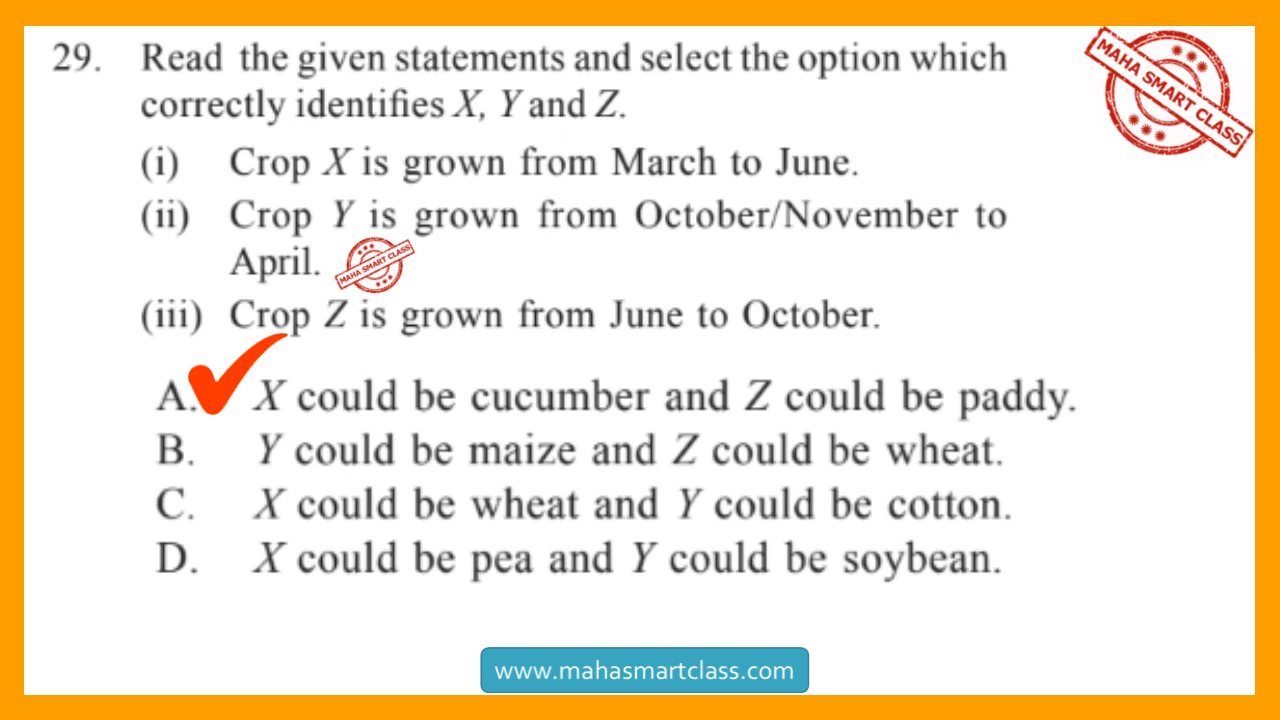 29. Read the given statements and select the option which
correctly identifies X, Y and Z.
(i) Crop X is grown from March to June.
(ii) Crop Y is grown from October/November to
April.
(iii) Crop Z is grown from June to October.
A. X could be cucumber and Z could be paddy.
B. Y could be maize and Z could be wheat.
C. X could be wheat and Y could be cotton.
D. X could be pea and Y could be soybean.
MAHA SMART CLASS
MAHA SMART CLASS
www.mahasmartclass.com